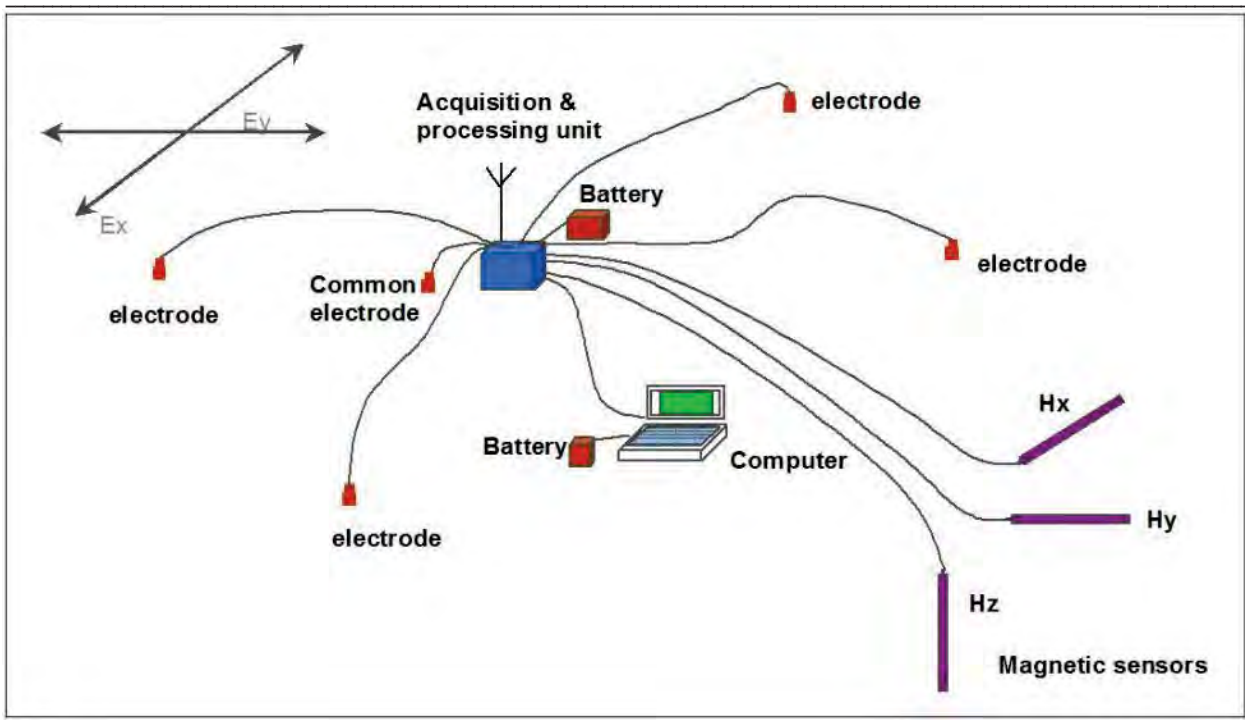 Ey
Ex
Acquisition &
processing unit
electrode
Battery
electrode
electrode
Common
electrode
electrode
Battery
Computer
Hx
Hy
Hz
Magnetic sensors